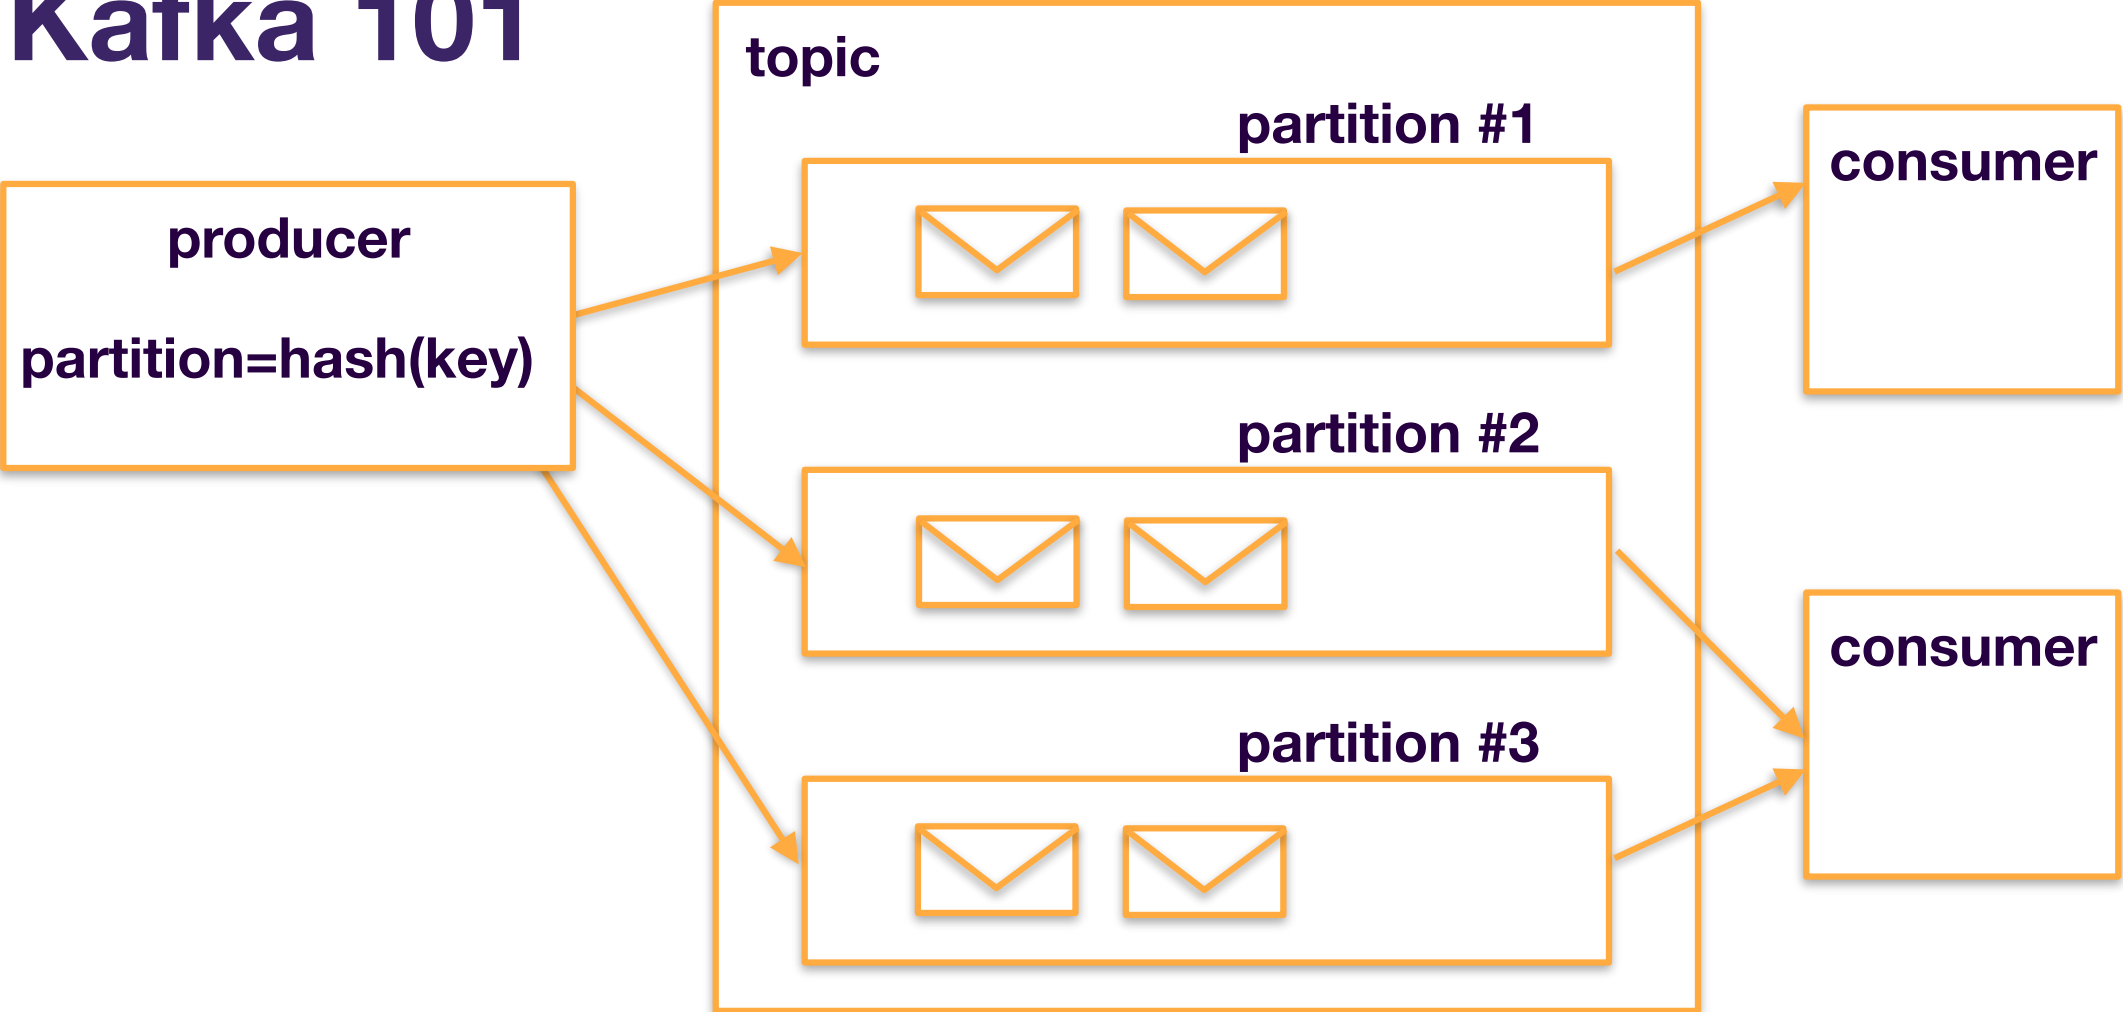 Kafka 101
topic
partition #1
consumer
producer
partition=hash(key)
partition #2
consumer
partition #3